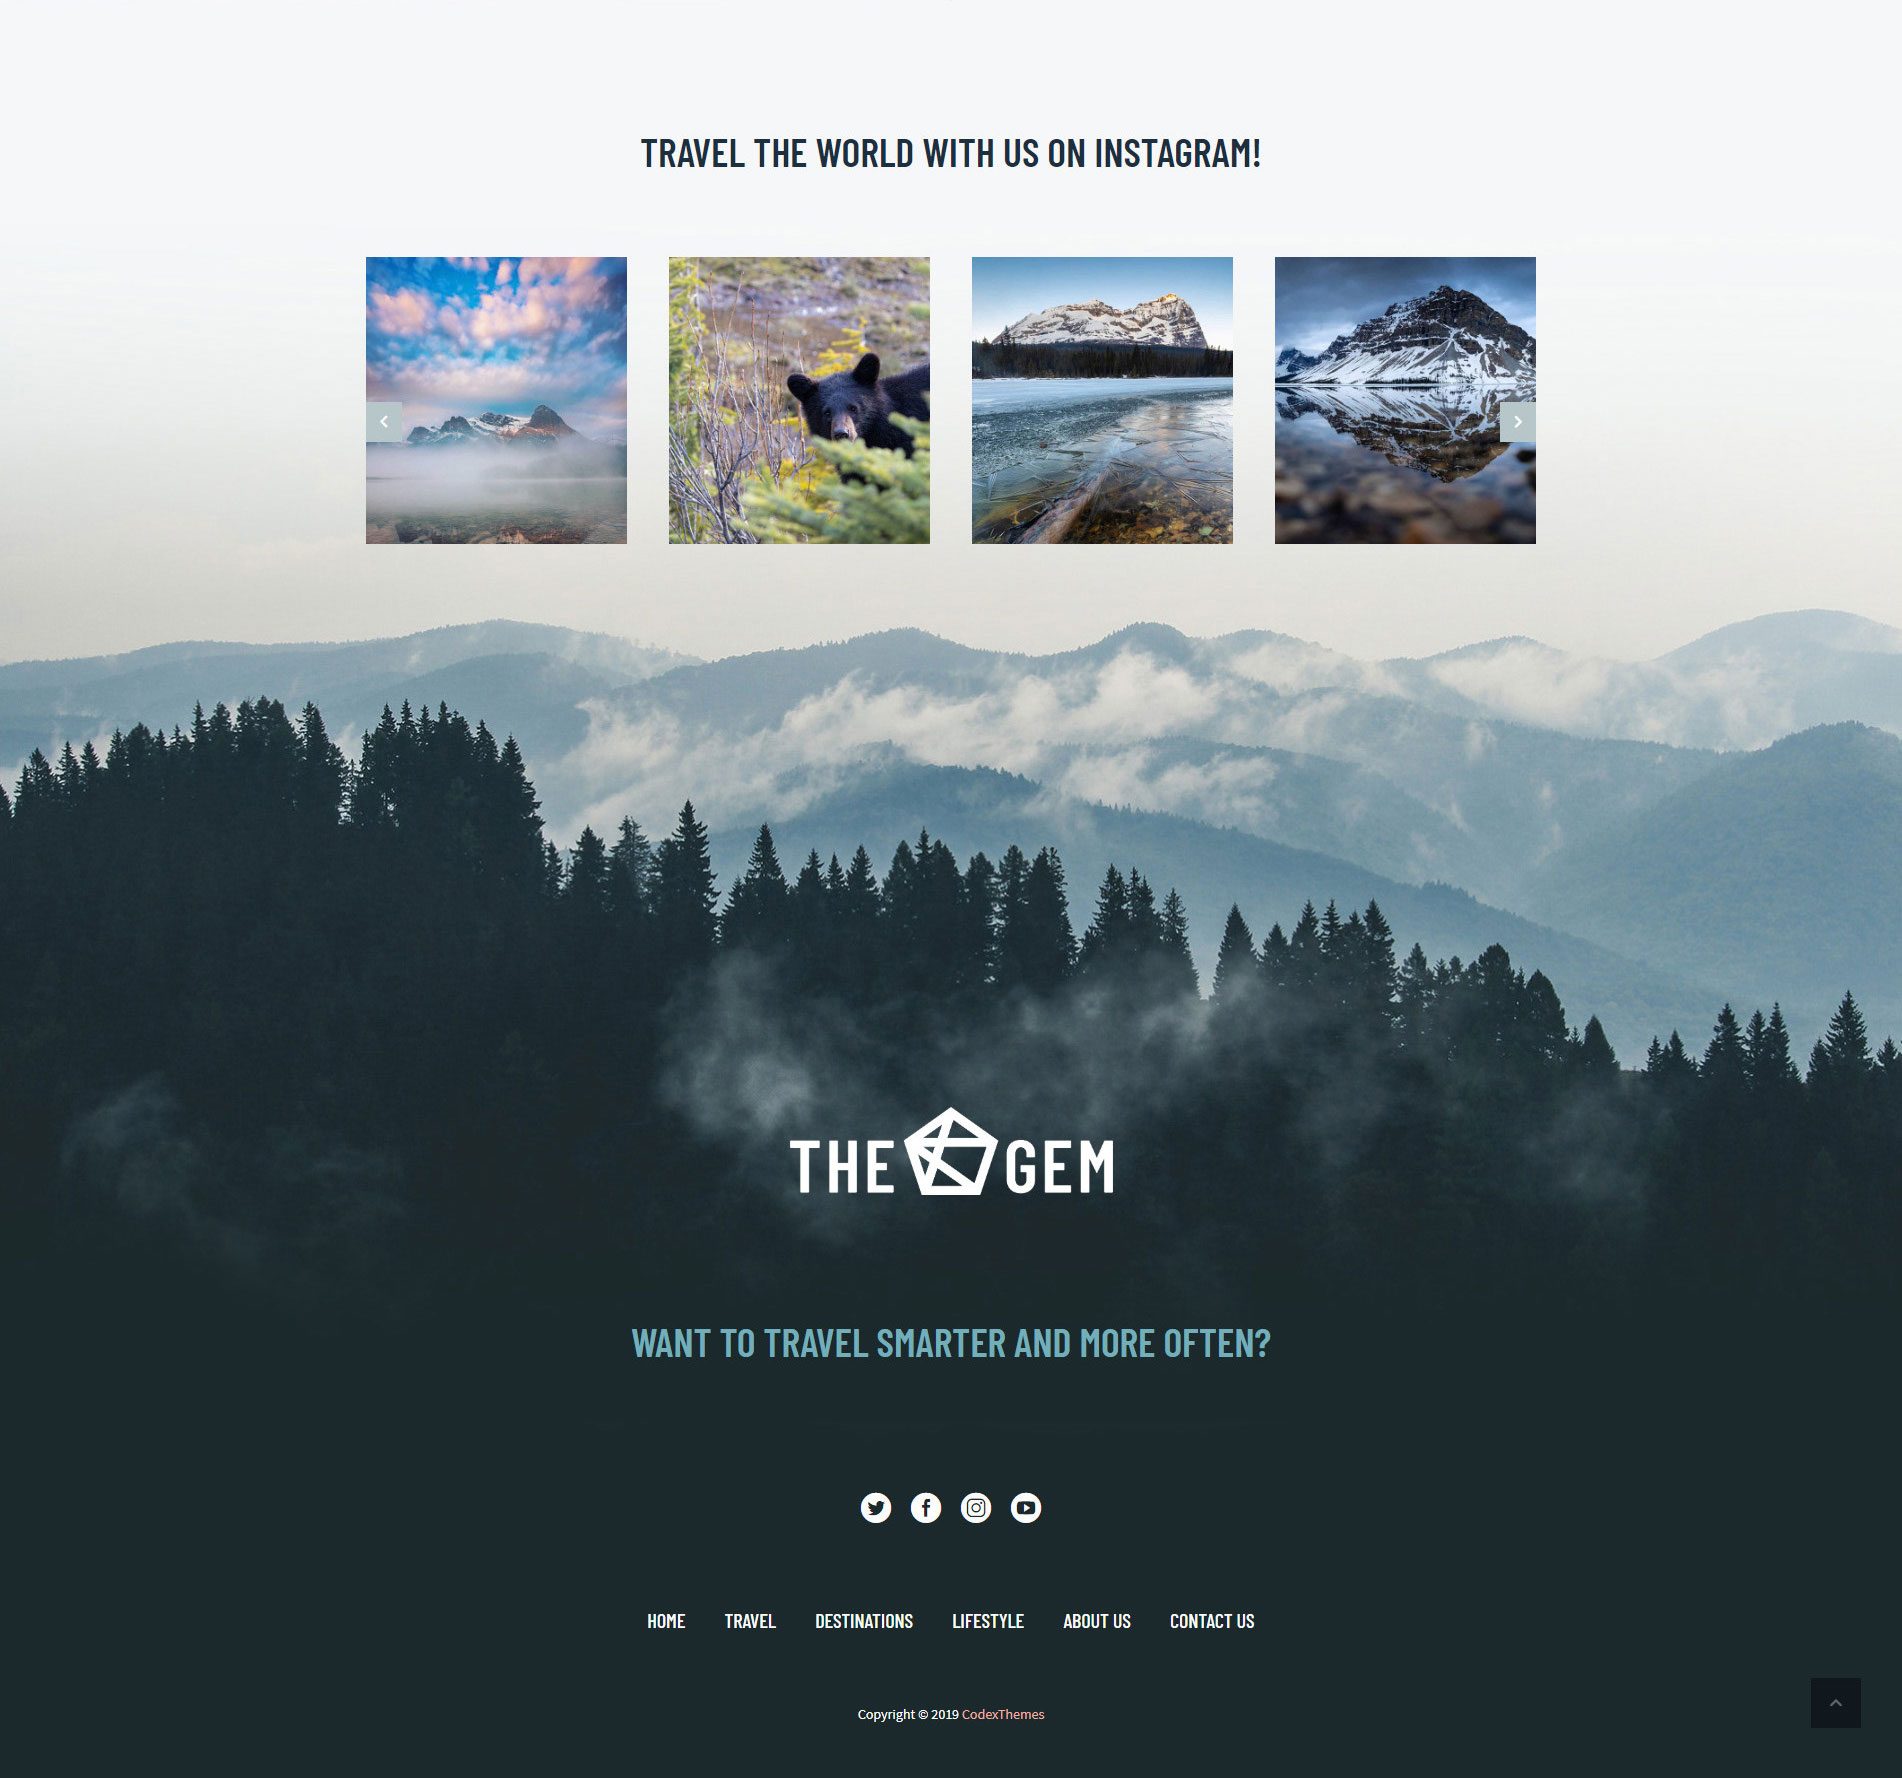 TRAVEL THE WORLD WITH US ON INSTAGRAM!
THE GEM
WANT TO TRAVEL SMARTER AND MORE OFTEN?
HOME TRAVEL DESTINATIONS LIFESTYLE ABOUT US CONTACT US
Copyright © 2019 CodexThemes